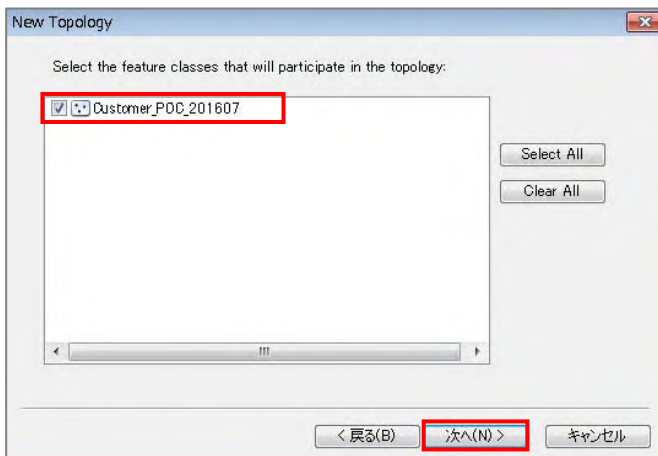 New Topology
Select the feature classes that will participate in the topology:
Customer_POC_201607
Select All
Clear All
< 戻る(B)
次へ(N) >
キャンセル